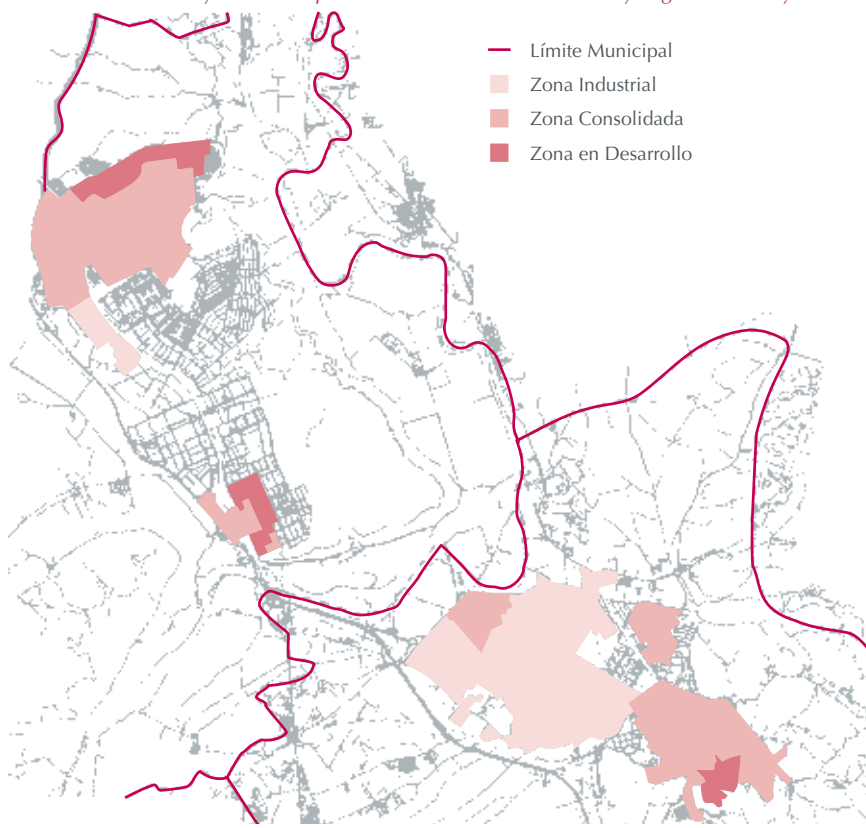 Límite Municipal
Zona Industrial
Zona Consolidada
Zona en Desarrollo